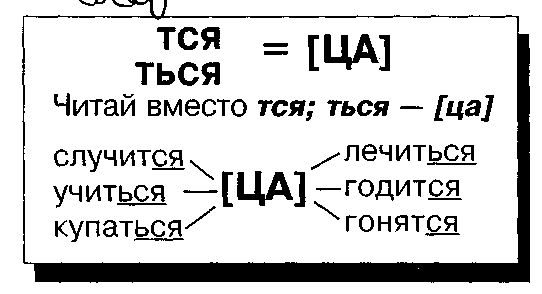 ТСЯ
ТЬСЯ = [ЦА]
Читай вместо тся; ться — [ца]
случится лечиться
учиться [ЦА] годится
купаться гонятся